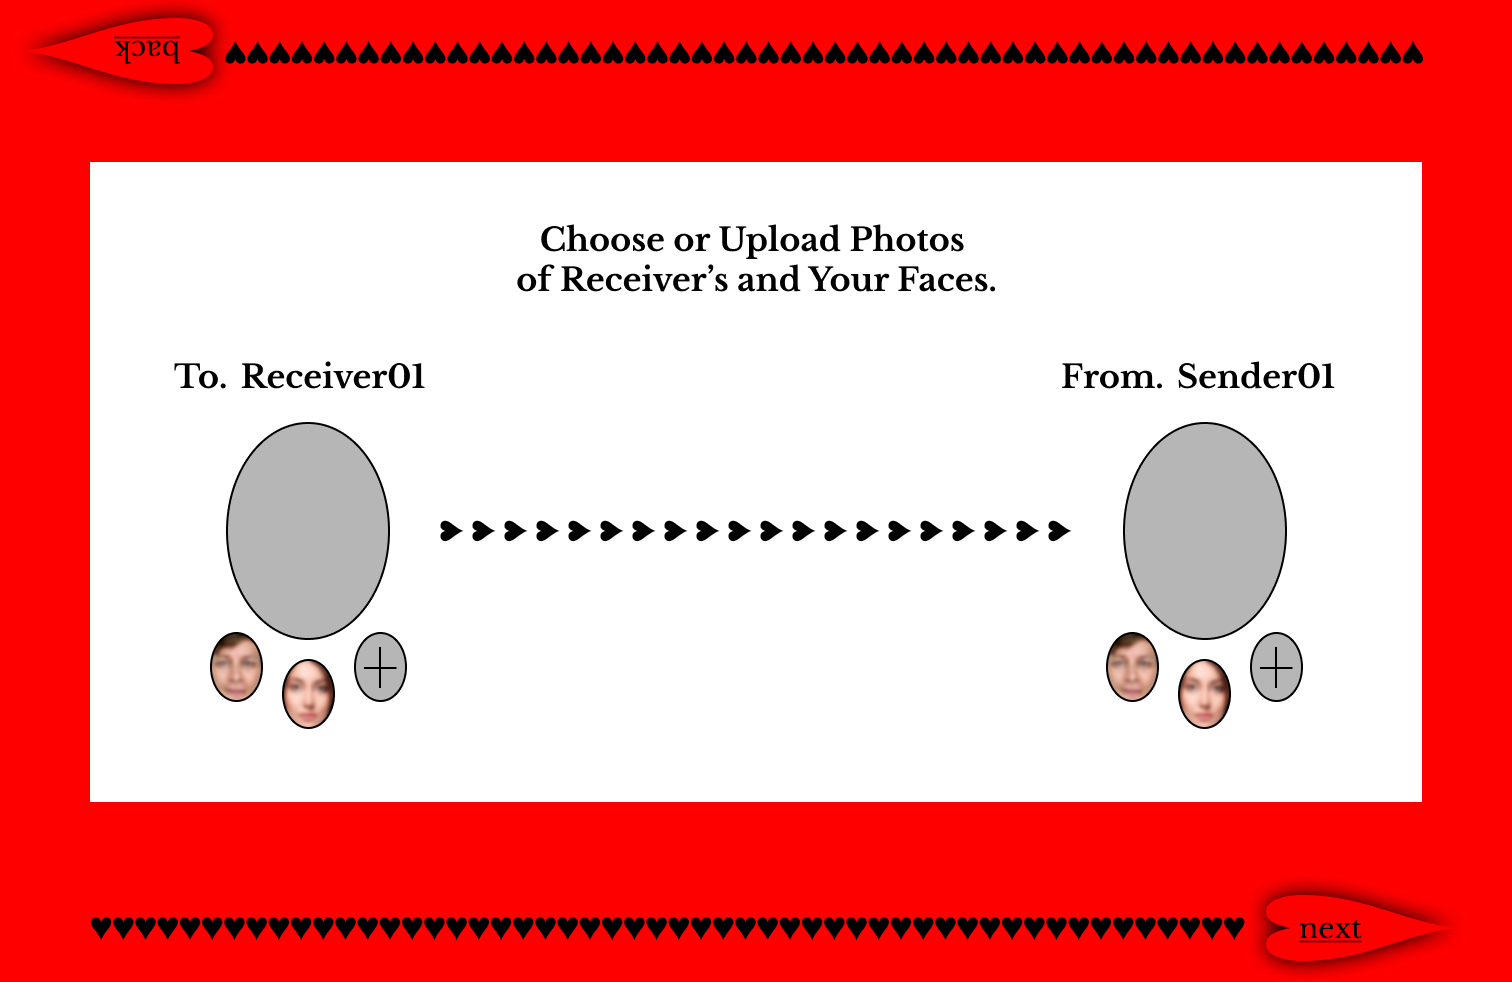 back
Choose or Upload Photos
of Receiver’s and Your Faces.
To. Receiver01
From. Sender01
next